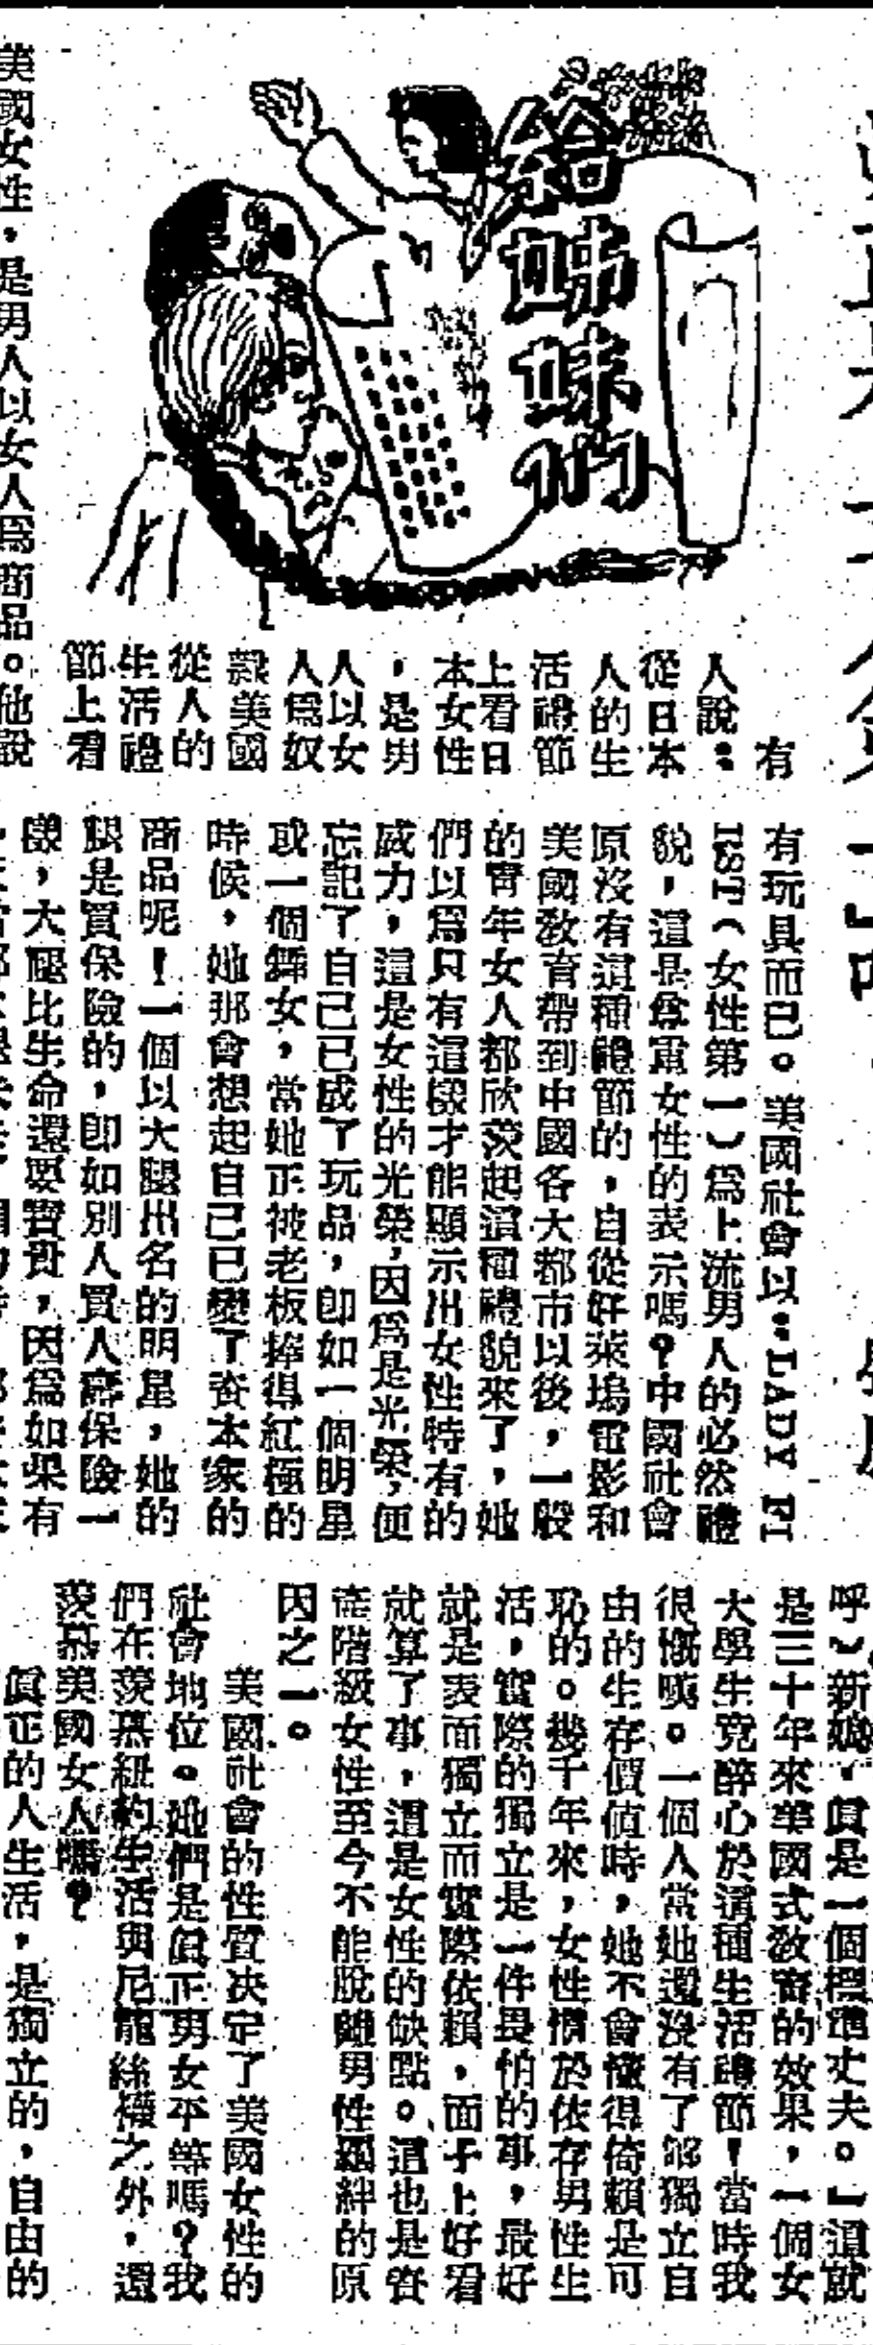 給姊妹們
有
人說：
從日本
人的生
活禮節
上看日
本女性
，是男
人以女
人爲奴
隸美國
從人的
生活禮
節上看
美國女性，是男人以女人爲商品。他說
有玩具而已。美國社會以：LADY FI
RST（女性第一）爲上流男人的必然禮
貌，這是尊重女性的表示嗎？中國社會
原沒有這種禮節的，自從好萊塢電影和
美國教育帶到中國各大都市以後，一般
的青年女人都欣羡起這種禮貌來了，她
們以爲只有這樣才能顯示出女性特有的
威力，這是女性的光榮，因爲是光榮，便
忘記了自己已成了玩品，卽如一個明星
或一個舞女，當她正被老板捧得紅極的
時候，她那會想起自己已變了資本家的
商品呢！一個以大腿出名的明星，她的
腿是買保險的，卽如別人買人壽保險一
樣，大腿比生命還要寶貴，因爲如果有
呼）新娘，眞是一個標準丈夫。」這就
是三十年來美國式教育的效果，一個女
大學生竟醉心於這種生活禮節！當時我
很慨嘆。一個人當她還沒有了解獨立自
由的生存價值時，她不會懂得倚賴是可
恥的。幾千年來，女性慣於依存男性生
活，實際的獨立是一件畏怕的事，最好
就是表面獨立而實際依賴，面子上好看
就算了事，這是女性的缺點。這也是資
產階級女性至今不能脫離男性羈絆的原
因之一。
美國社會的性質決定了美國女性的
社會地位。她們是眞正男女平等嗎？我
們在羡慕紐約生活與尼龍絲襪之外，還
羡慕美國女人嗎？
眞正的人生活，是獨立的，自由的